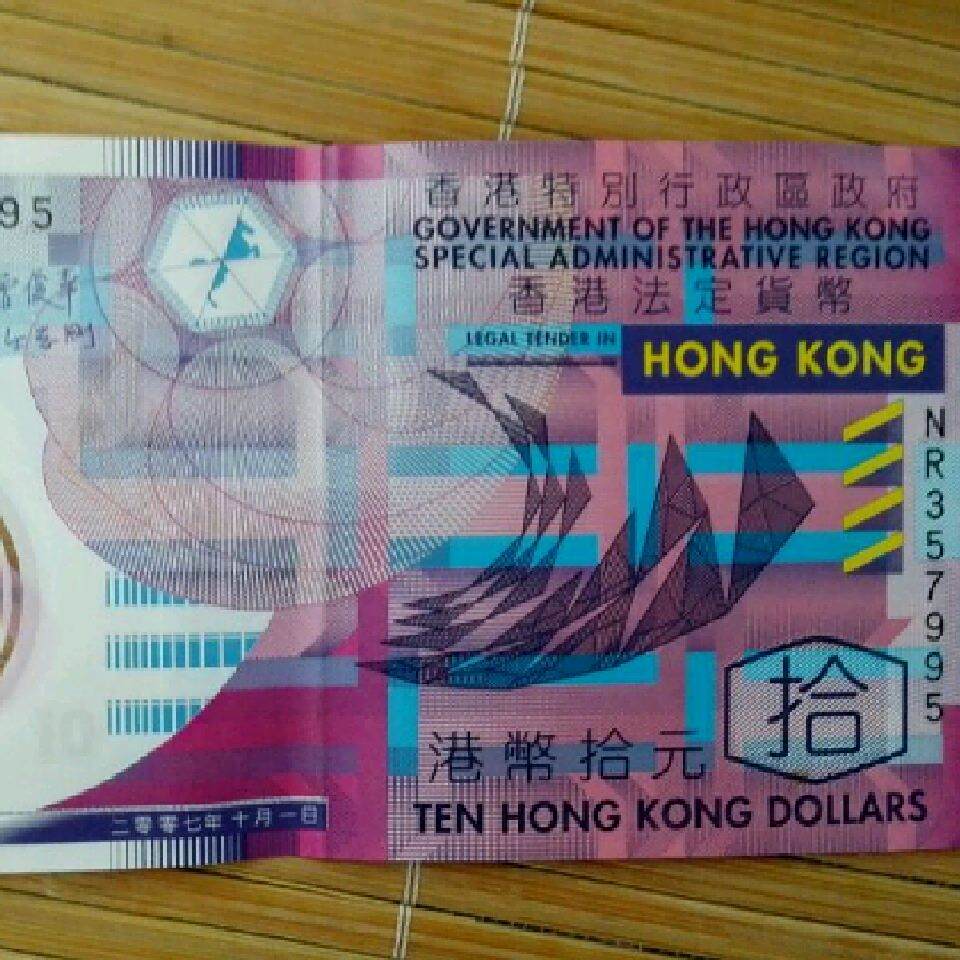 95
香港特別行政區政府
GOVERNMENT OF THE HONG KONG
SPECIAL ADMINISTRATIVE REGION
香港法定貨幣
LEGAL TENDER IN
HONG KONG
NR357995
拾
10
港幣拾元
TEN HONG KONG DOLLARS
二零零七年十月一日